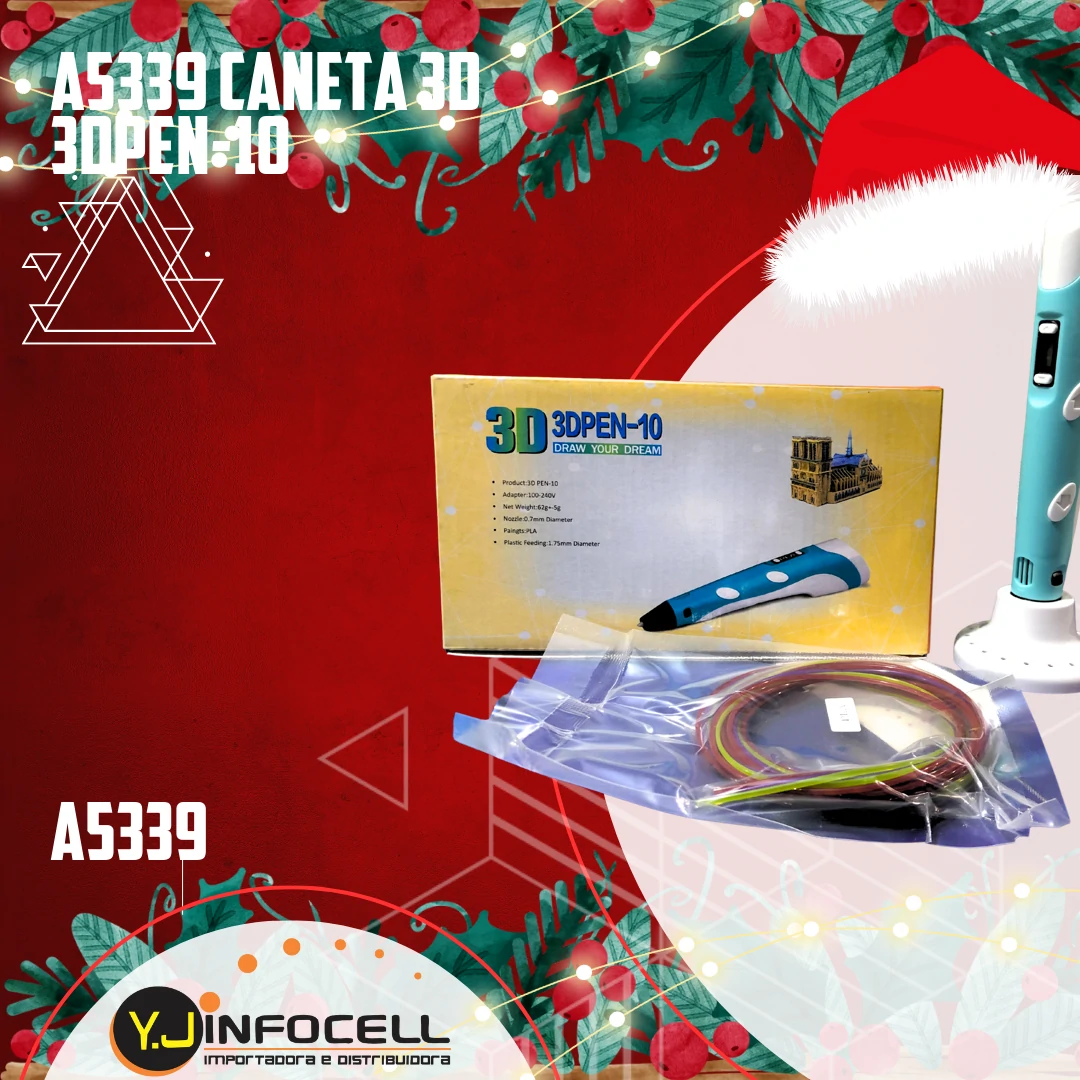 A5339 CANETA 3D
3DPEN-10
3D 3DPEN-10
DRAW YOUR DREAM
• Product:3D PEN-10
• Adapter:100-240V
• Net Weight:62g+-5g
• Nozzle:0.7mm Diameter
• Paingts:PLA
• Plastic Feeding:1.75mm Diameter
A5339
Y.J INFOCELL
IMPORTADORA E DISTRIBUIDORA